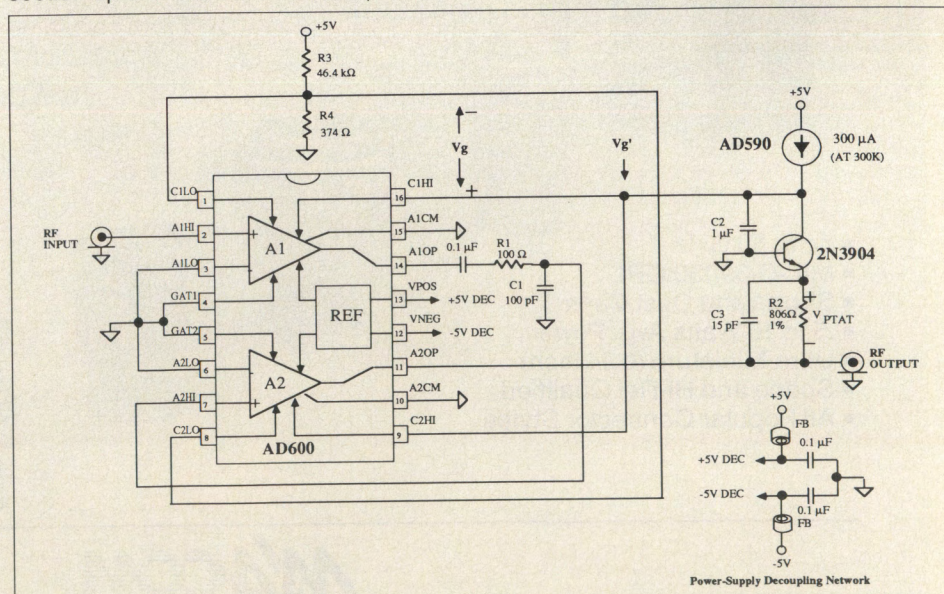 +5V
R3
46.4 kΩ
R4
374 Ω
−
Vg
+
Vg'
+5V
AD590
300 µA
(AT 300K)
C1LO
1
C1HI
16
RF
INPUT
A1HI
2
A1
A1CM
15
A1LO
3
A1OP
14
0.1 µF
R1
100 Ω
C1
100 pF
C2
1 µF
2N3904
GAT1
4
REF
VPOS
13
+5V DEC
GAT2
5
VNEG
12
-5V DEC
C3
15 pF
R2
806Ω
1%
+
V PTAT
−
A2LO
6
A2
A2OP
11
RF
OUTPUT
A2HI
7
A2CM
10
C2LO
8
C2HI
9
AD600
+5V
FB
0.1 µF
+5V DEC
-5V DEC
0.1 µF
FB
-5V
Power-Supply Decoupling Network